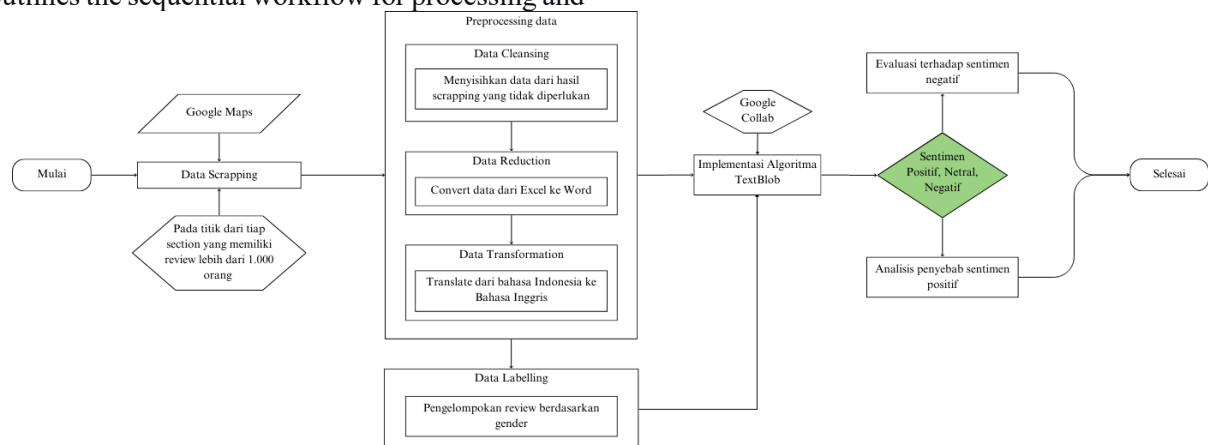 outlines the sequential workflow for processing and
Mulai
Google Maps
Data Scrapping
Pada titik dari tiap
section yang memiliki
review lebih dari 1.000
orang
Preprocessing data
Data Cleansing
Menyisihkan data dari hasil
scrapping yang tidak diperlukan
Data Reduction
Convert data dari Excel ke Word
Data Transformation
Translate dari bahasa Indonesia ke
Bahasa Inggris
Data Labelling
Pengelompokan review berdasarkan
gender
Google
Collab
Implementasi Algoritma
TextBlob
Evaluasi terhadap sentimen
negatif
Sentimen
Positif, Netral,
Negatif
Analisis penyebab sentimen
positif
Selesai